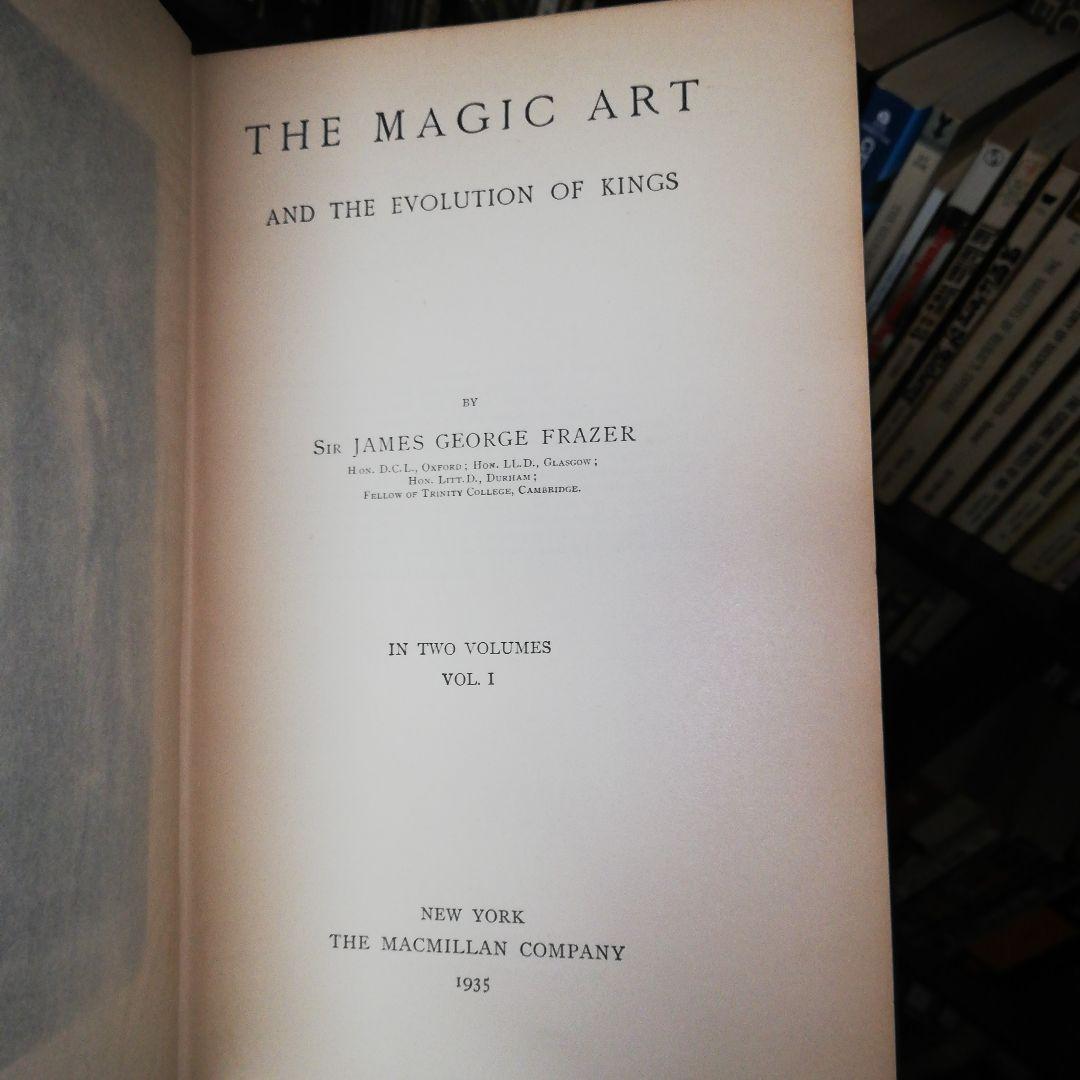 THE MAGIC ART
AND THE EVOLUTION OF KINGS
BY
SIR JAMES GEORGE FRAZER
HON. D.C.L., OXFORD; HON. LL.D., GLASGOW;
HON. LITT.D., DURHAM;
FELLOW OF TRINITY COLLEGE, CAMBRIDGE.
IN TWO VOLUMES
VOL. I
NEW YORK
THE MACMILLAN COMPANY
1935